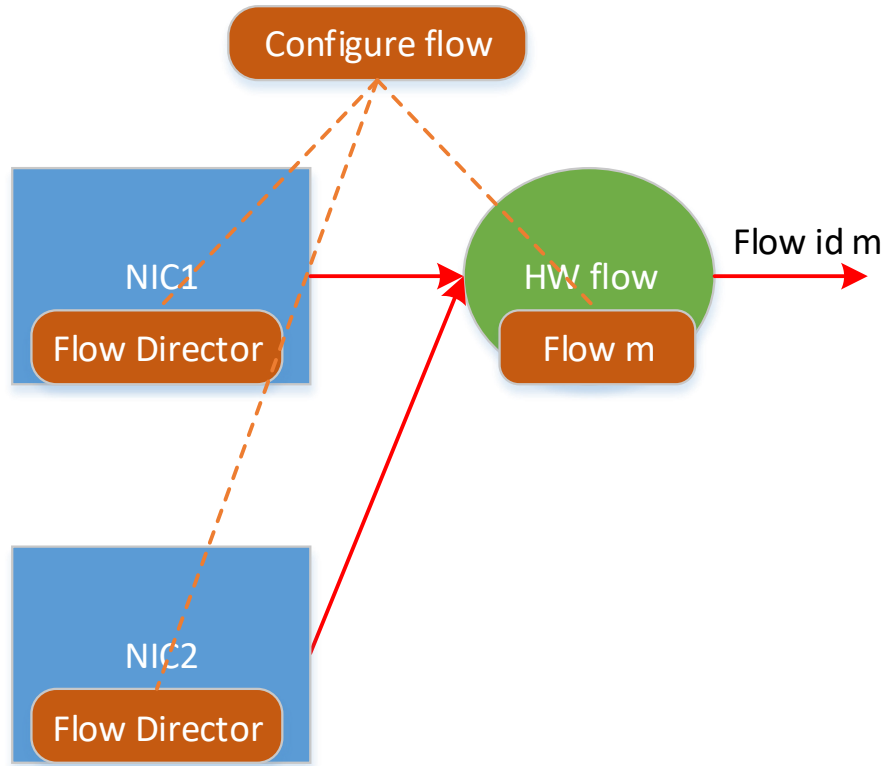 Configure flow
NIC1
Flow Director
HW flow
Flow m
Flow id m
NIC2
Flow Director